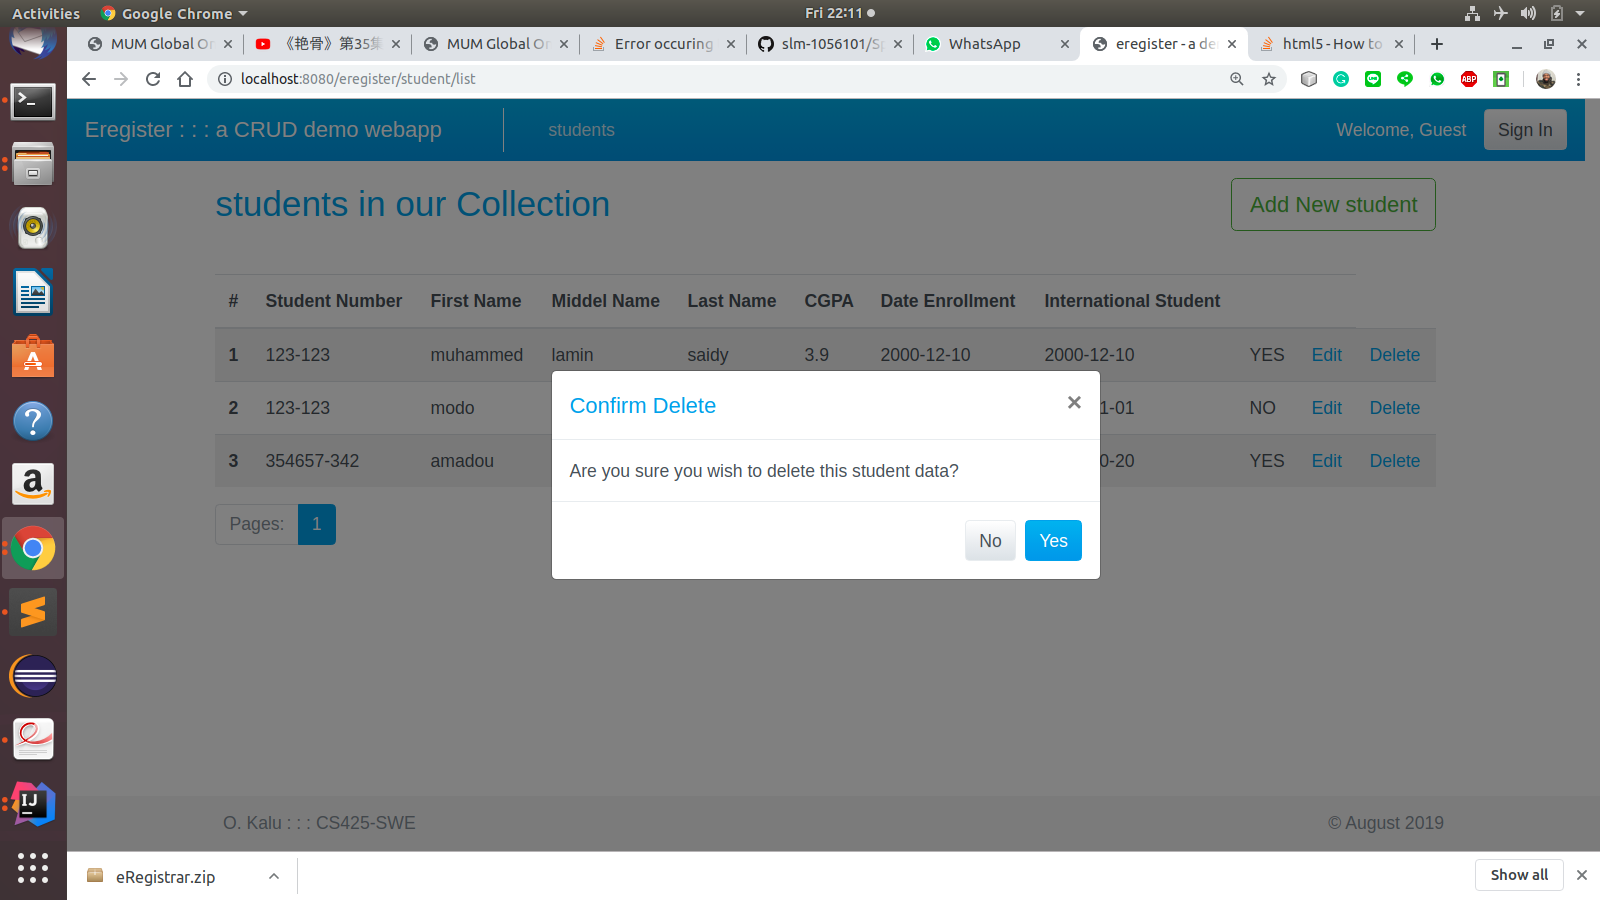 Activities Google Chrome Fri 22:11
MUM Global Or 《艳骨》第35集 MUM Global Or Error occuring slm-1056101/Sp WhatsApp eregister - a de html5 - How to
localhost:8080/eregister/student/list
Eregister : : : a CRUD demo webapp students Welcome, Guest Sign In
students in our Collection Add New student
# Student Number First Name Middel Name Last Name CGPA Date Enrollment International Student
1 123-123 muhammed lamin saidy 3.9 2000-12-10 2000-12-10 YES Edit Delete
Confirm Delete ×
2 123-123 modo 1-01 NO Edit Delete
3 354657-342 amadou 0-20 YES Edit Delete
Are you sure you wish to delete this student data?
Pages: 1
No Yes
O. Kalu : : : CS425-SWE © August 2019
eRegistrar.zip Show all